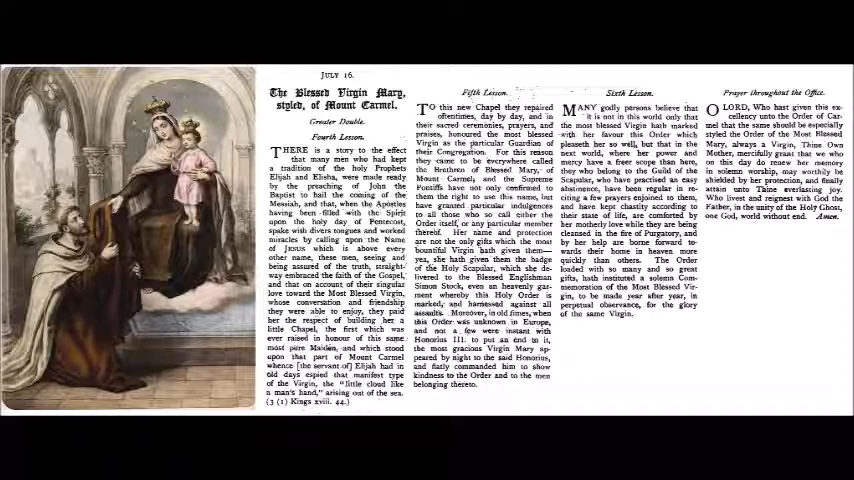 JULY 16.
The Blessed Virgin Mary,
styled, of Mount Carmel.
Greater Double.
Fourth Lesson.
THERE is a story to the effect
that many men who had kept
a tradition of the holy Prophets
Elijah and Elisha, were made ready
by the preaching of John the
Baptist to hail the coming of the
Messiah, and that, when the Apostles
having been filled with the Spirit
upon the holy day of Pentecost,
spake with divers tongues and worked
miracles by calling upon the Name
of JESUS which is above every
other name, these men, seeing and
being assured of the truth, straight-
way embraced the faith of the Gospel,
and that on account of their singular
love toward the Most Blessed Virgin,
whose conversation and friendship
they were able to enjoy, they paid
her the respect of building her a
little Chapel, the first which was
ever raised in honour of this same
most pure Maiden, and which stood
upon that part of Mount Carmel
whence [the servant of] Elijah had in
old days espied that manifest type
of the Virgin, the "little cloud like
a man's hand," arising out of the sea.
(3 (1) Kings xviii. 44.)
Fifth Lesson.
TO this new Chapel they repaired
oftentimes, day by day, and in
their sacred ceremonies, prayers, and
praises, honoured the most blessed
Virgin as the particular Guardian of
their Congregation. For this reason
they came to be everywhere called
the Brethren of Blessed Mary, of
Mount Carmel, and the Supreme
Pontiffs have not only confirmed to
them the right to use this name, but
have granted particular indulgences
to all those who so call either the
Order itself, or any particular member
thereof. Her name and protection
are not the only gifts which the most
bountiful Virgin hath given them—
yea, she hath given them the badge
of the Holy Scapular, which she de-
livered to the Blessed Englishman
Simon Stock, even an heavenly gar-
ment whereby this Holy Order is
marked, and harnessed against all
assaults. Moreover, in old times, when
this Order was unknown in Europe,
and not a few were instant with
Honorius III. to put an end to it,
the most gracious Virgin Mary ap-
peared by night to the said Honorius,
and flatly commanded him to show
kindness to the Order and to the men
belonging thereto.
Sixth Lesson.
MANY godly persons believe that
it is not in this world only that
the most blessed Virgin hath marked
with her favour this Order which
pleaseth her so well, but that in the
next world, where her power and
mercy have a freer scope than here,
they who belong to the Guild of the
Scapular, who have practised an easy
abstinence, have been regular in re-
citing a few prayers enjoined to them,
and have kept chastity according to
their state of life, are comforted by
her motherly love while they are being
cleansed in the fire of Purgatory, and
by her help are borne forward to-
wards their home in heaven more
quickly than others. The Order
loaded with so many and so great
gifts, hath instituted a solemn Com-
memoration of the Most Blessed Vir-
gin, to be made year after year, in
perpetual observance, for the glory
of the same Virgin.
Prayer throughout the Office.
O LORD, Who hast given this ex-
cellency unto the Order of Car-
mel that the same should be especially
styled the Order of the Most Blessed
Mary, always a Virgin, Thine Own
Mother, mercifully grant that we who
on this day do renew her memory
in solemn worship, may worthily be
shielded by her protection, and finally
attain unto Thine everlasting joy.
Who livest and reignest with God the
Father, in the unity of the Holy Ghost,
one God, world without end. Amen.